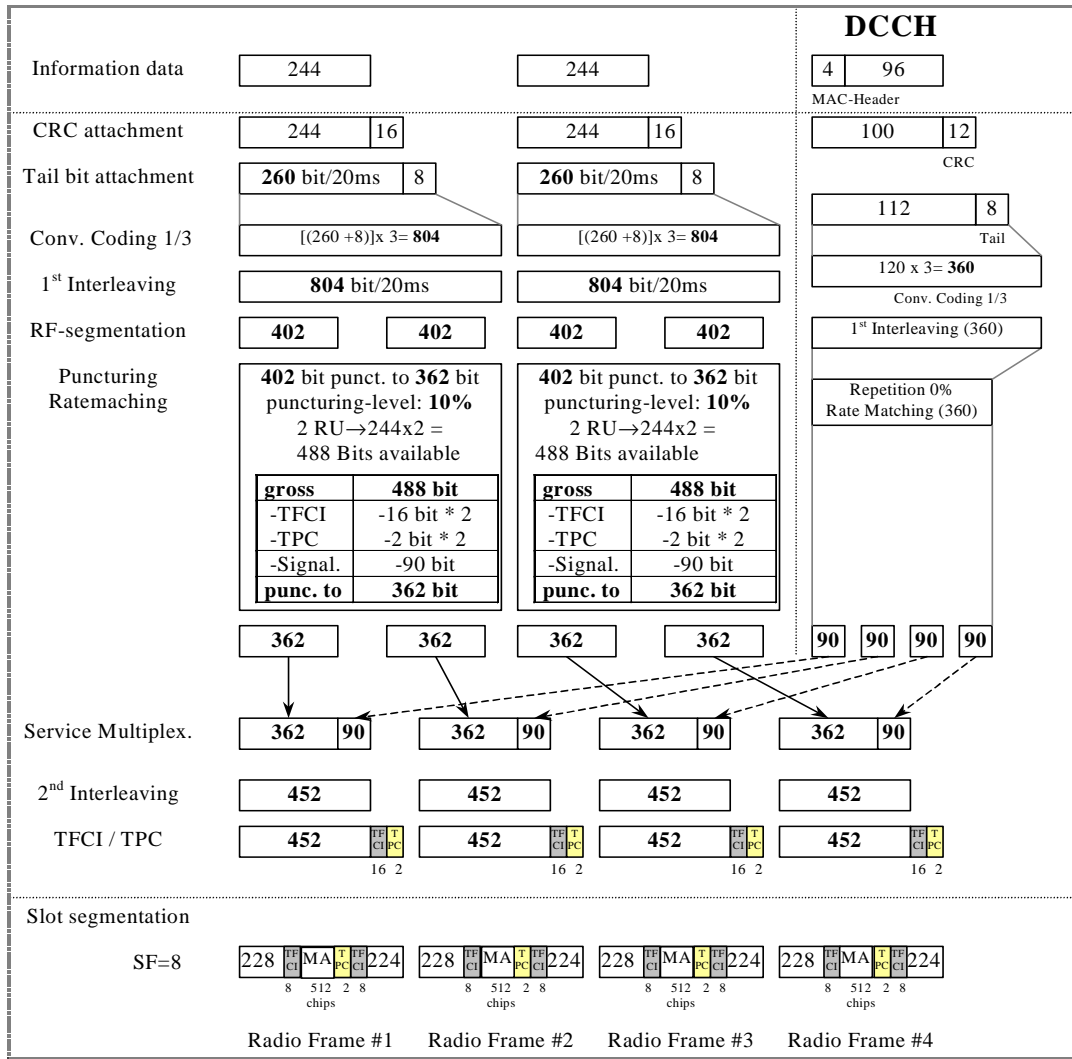 DCCH
Information data 244 244 4 96
MAC-Header
CRC attachment 244 16 244 16 100 12
CRC
Tail bit attachment 260 bit/20ms 8 260 bit/20ms 8
112 8
Tail
Conv. Coding 1/3 [(260 +8)]x 3= 804 [(260 +8)]x 3= 804
120 x 3= 360
Conv. Coding 1/3
1st Interleaving 804 bit/20ms 804 bit/20ms
RF-segmentation 402 402 402 402 1st Interleaving (360)
Puncturing
Ratemaching
402 bit punct. to 362 bit
puncturing-level: 10%
2 RU→244x2 =
488 Bits available
gross 488 bit
-TFCI -16 bit * 2
-TPC -2 bit * 2
-Signal. -90 bit
punc. to 362 bit
402 bit punct. to 362 bit
puncturing-level: 10%
2 RU→244x2 =
488 Bits available
gross 488 bit
-TFCI -16 bit * 2
-TPC -2 bit * 2
-Signal. -90 bit
punc. to 362 bit
Repetition 0%
Rate Matching (360)
362 362 362 362 90 90 90 90
Service Multiplex. 362 90 362 90 362 90 362 90
2nd Interleaving 452 452 452 452
TFCI / TPC 452 TF CI T PC 452 TF CI T PC 452 TF CI T PC 452 TF CI T PC
16 2 16 2 16 2 16 2
Slot segmentation
SF=8 228 TF CI MA T PC TF CI 224 228 TF CI MA T PC TF CI 224 228 TF CI MA T PC TF CI 224 228 TF CI MA T PC TF CI 224
8 512 2 8 8 512 2 8 8 512 2 8 8 512 2 8
chips chips chips chips
Radio Frame #1 Radio Frame #2 Radio Frame #3 Radio Frame #4